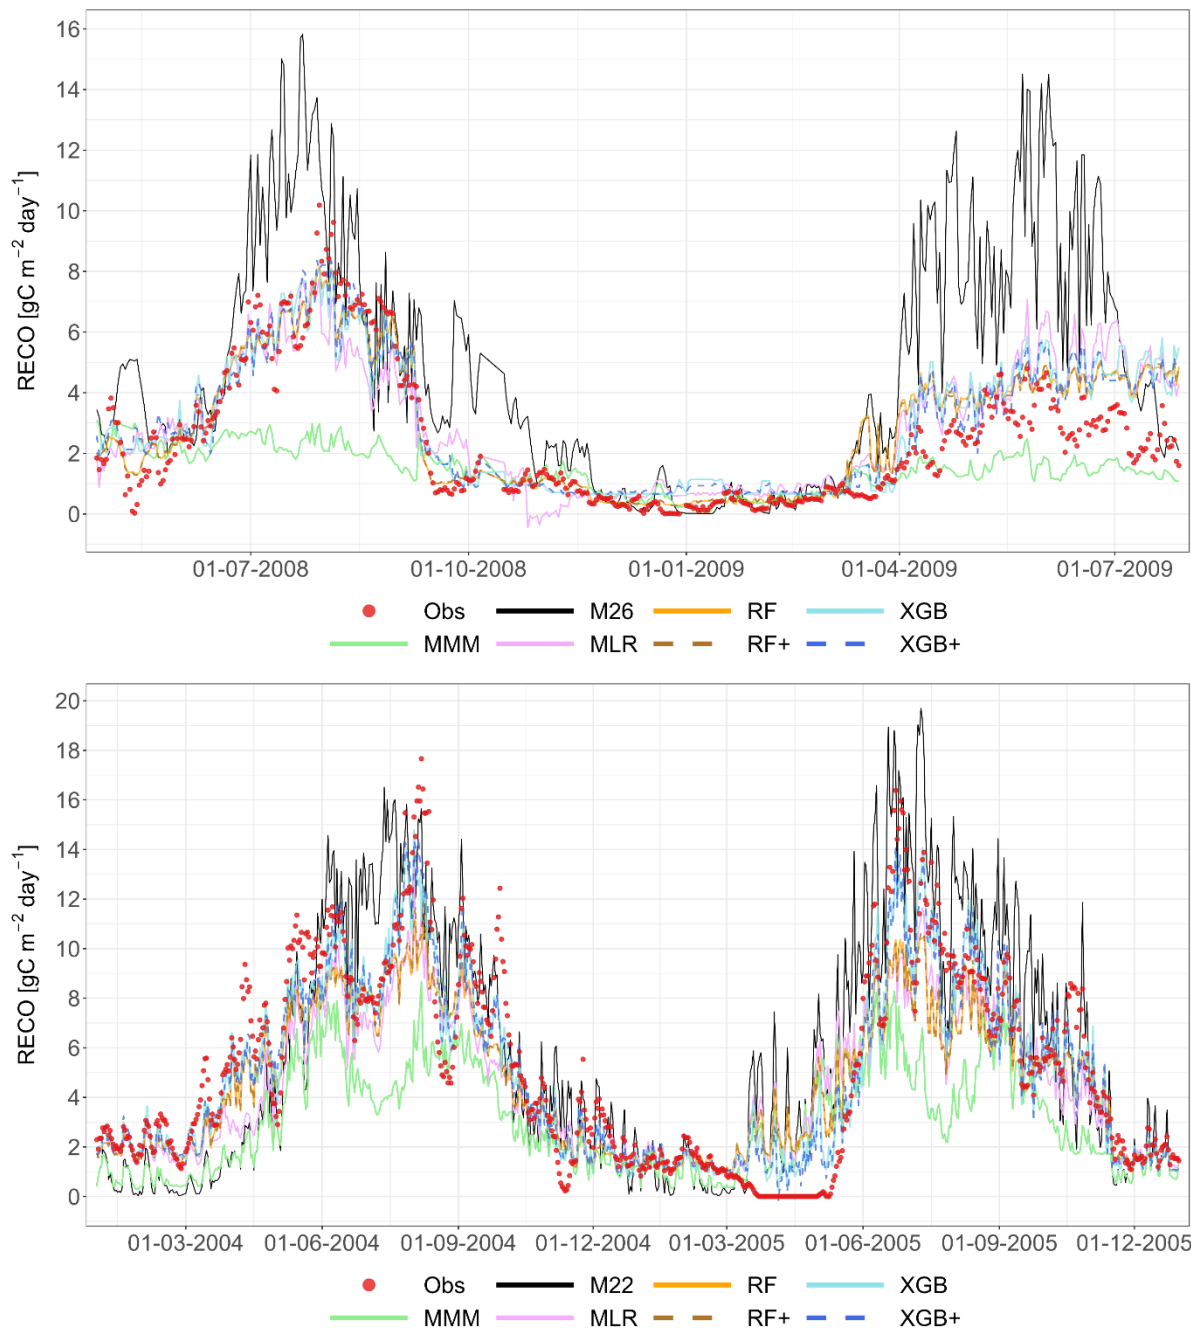 16
14
12
10
8
6
4
2
0
RECO [gC m⁻² day⁻¹]
01-07-2008 01-10-2008 01-01-2009 01-04-2009 01-07-2009
Obs M26 RF XGB
MMM MLR RF+ XGB+
20
18
16
14
12
10
8
6
4
2
0
RECO [gC m⁻² day⁻¹]
01-03-2004 01-06-2004 01-09-2004 01-12-2004 01-03-2005 01-06-2005 01-09-2005 01-12-2005
Obs M22 RF XGB
MMM MLR RF+ XGB+